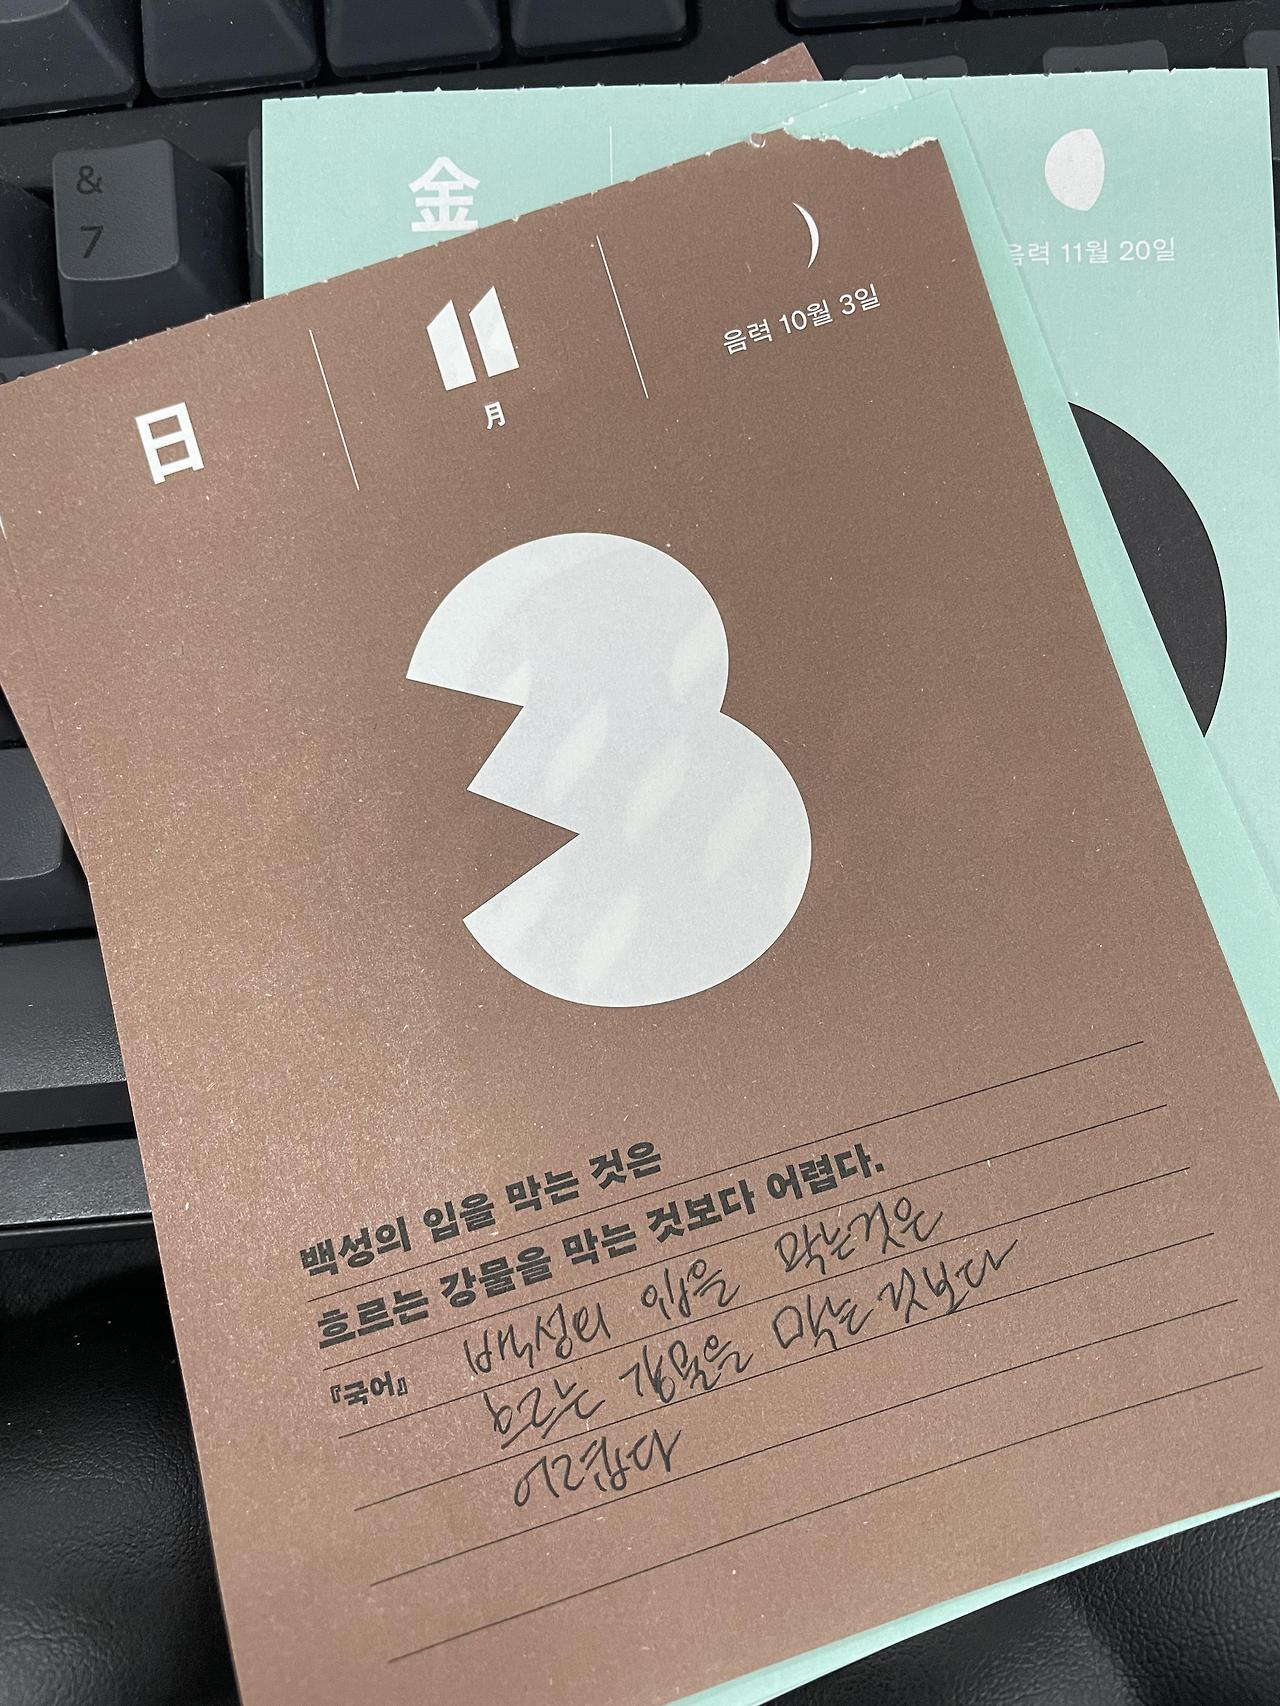 &
7
金
음력 11월 20일
日
11
月
음력 10월 3일
3
백성의 입을 막는 것은
흐르는 강물을 막는 것보다 어렵다.
『국어』
백성의 입을 막는것은
흐르는 강물을 막는 것보다
어렵다